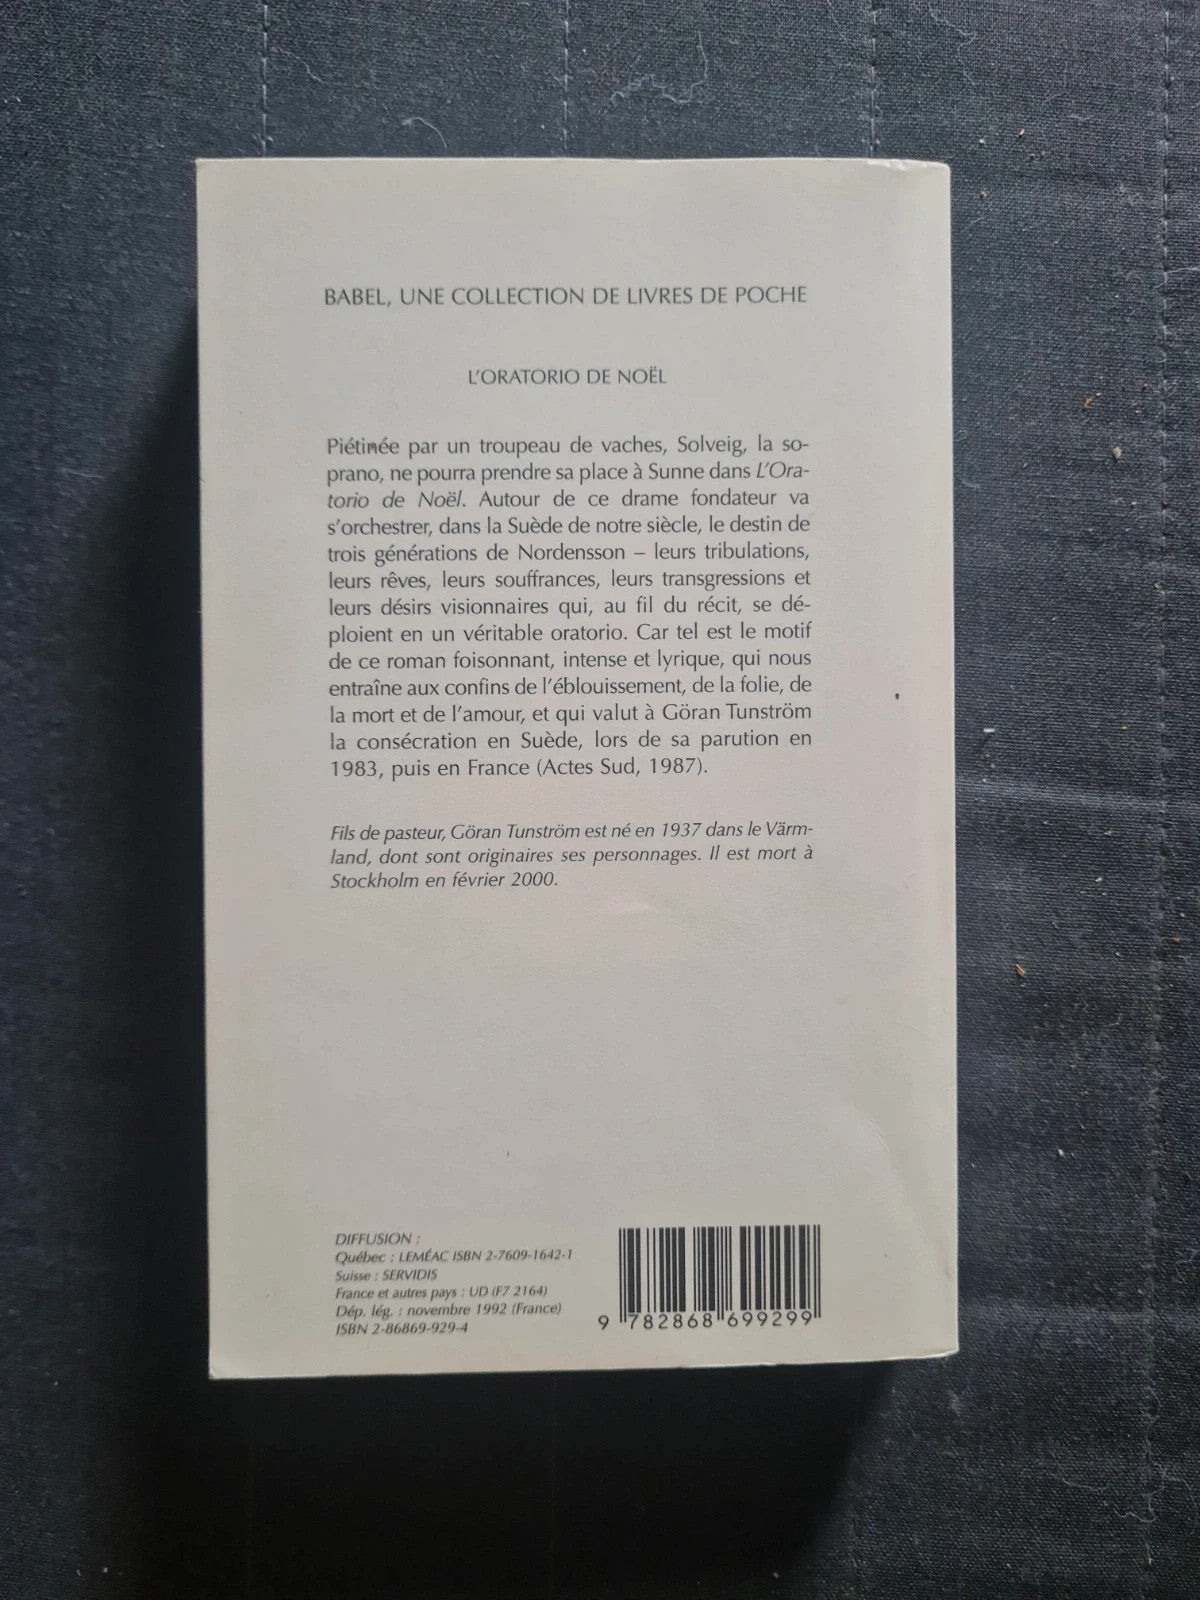 BABEL, UNE COLLECTION DE LIVRES DE POCHE
L'ORATORIO DE NOËL
Piétinée par un troupeau de vaches, Solveig, la so-
prano, ne pourra prendre sa place à Sunne dans L'Ora-
torio de Noël. Autour de ce drame fondateur va
s'orchestrer, dans la Suède de notre siècle, le destin de
trois générations de Nordensson – leurs tribulations,
leurs rêves, leurs souffrances, leurs transgressions et
leurs désirs visionnaires qui, au fil du récit, se dé-
ploient en un véritable oratorio. Car tel est le motif
de ce roman foisonnant, intense et lyrique, qui nous
entraîne aux confins de l'éblouissement, de la folie, de
la mort et de l'amour, et qui valut à Göran Tunström
la consécration en Suède, lors de sa parution en
1983, puis en France (Actes Sud, 1987).
Fils de pasteur, Göran Tunström est né en 1937 dans le Värm-
land, dont sont originaires ses personnages. Il est mort à
Stockholm en février 2000.
DIFFUSION :
Québec : LEMÉAC ISBN 2-7609-1642-1
Suisse : SERVIDIS
France et autres pays : UD (F7 2164)
Dép. lég. : novembre 1992 (France)
ISBN 2-86869-929-4
9 782868 699299